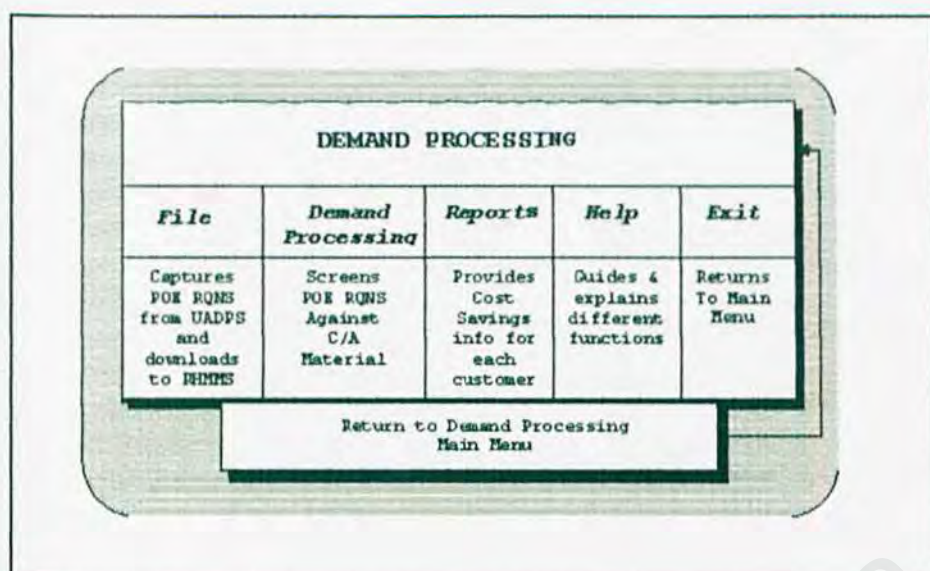 DEMAND PROCESSING
File
Demand
Processing
Reports
Help
Exit
Captures
POE RQNS
from UADPS
and
downloads
to RHMMS
Screens
POE RQNS
Against
C/A
Material
Provides
Cost
Savings
info for
each
customer
Guides &
explains
different
functions
Returns
To Main
Menu
Return to Demand Processing
Main Menu